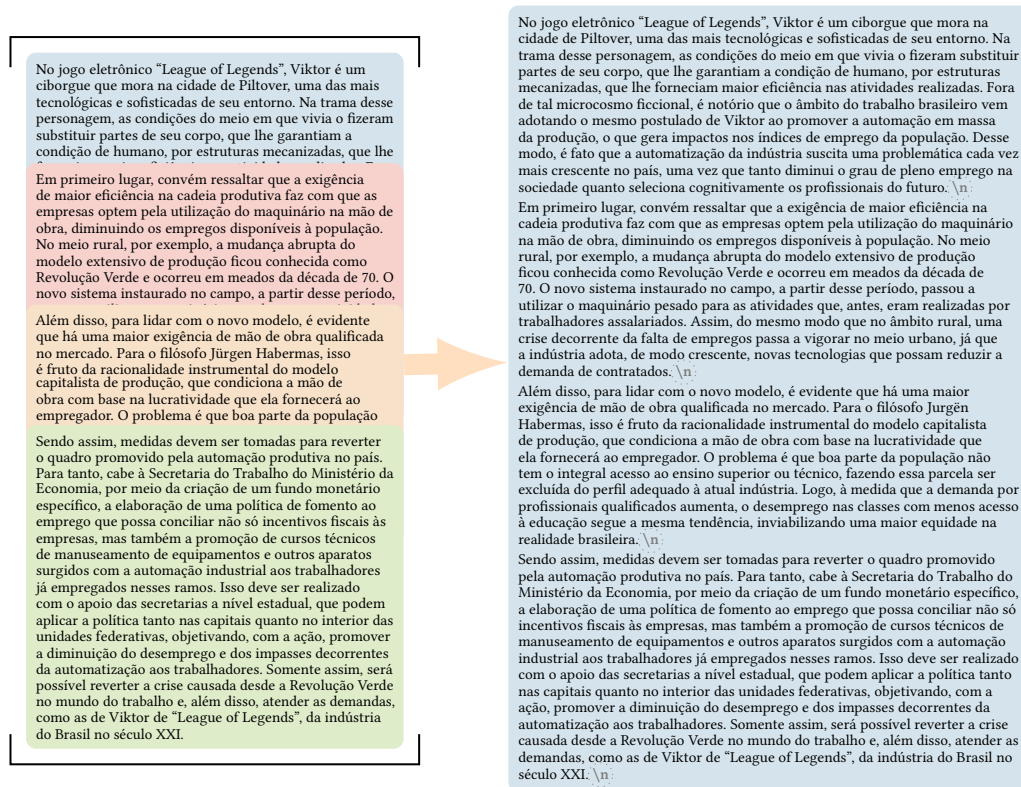 No jogo eletrônico “League of Legends”, Viktor é um
ciborgue que mora na cidade de Piltover, uma das mais
tecnológicas e sofisticadas de seu entorno. Na trama desse
personagem, as condições do meio em que vivia o fizeram
substituir partes de seu corpo, que lhe garantiam a
condição de humano, por estruturas mecanizadas, que lhe
Em primeiro lugar, convém ressaltar que a exigência
de maior eficiência na cadeia produtiva faz com que as
empresas optem pela utilização do maquinário na mão de
obra, diminuindo os empregos disponíveis à população.
No meio rural, por exemplo, a mudança abrupta do
modelo extensivo de produção ficou conhecida como
Revolução Verde e ocorreu em meados da década de 70. O
novo sistema instaurado no campo, a partir desse período,
Além disso, para lidar com o novo modelo, é evidente
que há uma maior exigência de mão de obra qualificada
no mercado. Para o filósofo Jürgen Habermas, isso
é fruto da racionalidade instrumental do modelo
capitalista de produção, que condiciona a mão de
obra com base na lucratividade que ela fornecerá ao
empregador. O problema é que boa parte da população
Sendo assim, medidas devem ser tomadas para reverter
o quadro promovido pela automação produtiva no país.
Para tanto, cabe à Secretaria do Trabalho do Ministério da
Economia, por meio da criação de um fundo monetário
específico, a elaboração de uma política de fomento ao
emprego que possa conciliar não só incentivos fiscais às
empresas, mas também a promoção de cursos técnicos
de manuseamento de equipamentos e outros aparatos
surgidos com a automação industrial aos trabalhadores
já empregados nesses ramos. Isso deve ser realizado
com o apoio das secretarias a nível estadual, que podem
aplicar a política tanto nas capitais quanto no interior das
unidades federativas, objetivando, com a ação, promover
a diminuição do desemprego e dos impasses decorrentes
da automatização aos trabalhadores. Somente assim, será
possível reverter a crise causada desde a Revolução Verde
no mundo do trabalho e, além disso, atender as demandas,
como as de Viktor de “League of Legends”, da indústria
do Brasil no século XXI.
No jogo eletrônico “League of Legends”, Viktor é um ciborgue que mora na
cidade de Piltover, uma das mais tecnológicas e sofisticadas de seu entorno. Na
trama desse personagem, as condições do meio em que vivia o fizeram substituir
partes de seu corpo, que lhe garantiam a condição de humano, por estruturas
mecanizadas, que lhe forneciam maior eficiência nas atividades realizadas. Fora
de tal microcosmo ficcional, é notório que o âmbito do trabalho brasileiro vem
adotando o mesmo postulado de Viktor ao promover a automação em massa
da produção, o que gera impactos nos índices de emprego da população. Desse
modo, é fato que a automatização da indústria suscita uma problemática cada vez
mais crescente no país, uma vez que tanto diminui o grau de pleno emprego na
sociedade quanto seleciona cognitivamente os profissionais do futuro. \n
Em primeiro lugar, convém ressaltar que a exigência de maior eficiência na
cadeia produtiva faz com que as empresas optem pela utilização do maquinário
na mão de obra, diminuindo os empregos disponíveis à população. No meio
rural, por exemplo, a mudança abrupta do modelo extensivo de produção
ficou conhecida como Revolução Verde e ocorreu em meados da década de
70. O novo sistema instaurado no campo, a partir desse período, passou a
utilizar o maquinário pesado para as atividades que, antes, eram realizadas por
trabalhadores assalariados. Assim, do mesmo modo que no âmbito rural, uma
crise decorrente da falta de empregos passa a vigorar no meio urbano, já que
a indústria adota, de modo crescente, novas tecnologias que possam reduzir a
demanda de contratados. \n
Além disso, para lidar com o novo modelo, é evidente que há uma maior
exigência de mão de obra qualificada no mercado. Para o filósofo Jurgën
Habermas, isso é fruto da racionalidade instrumental do modelo capitalista
de produção, que condiciona a mão de obra com base na lucratividade que
ela fornecerá ao empregador. O problema é que boa parte da população não
tem o integral acesso ao ensino superior ou técnico, fazendo essa parcela ser
excluída do perfil adequado à atual indústria. Logo, à medida que a demanda por
profissionais qualificados aumenta, o desemprego nas classes com menos acesso
à educação segue a mesma tendência, inviabilizando uma maior equidade na
realidade brasileira. \n
Sendo assim, medidas devem ser tomadas para reverter o quadro promovido
pela automação produtiva no país. Para tanto, cabe à Secretaria do Trabalho do
Ministério da Economia, por meio da criação de um fundo monetário específico,
a elaboração de uma política de fomento ao emprego que possa conciliar não só
incentivos fiscais às empresas, mas também a promoção de cursos técnicos de
manuseamento de equipamentos e outros aparatos surgidos com a automação
industrial aos trabalhadores já empregados nesses ramos. Isso deve ser realizado
com o apoio das secretarias a nível estadual, que podem aplicar a política tanto
nas capitais quanto no interior das unidades federativas, objetivando, com a
ação, promover a diminuição do desemprego e dos impasses decorrentes da
automatização aos trabalhadores. Somente assim, será possível reverter a crise
causada desde a Revolução Verde no mundo do trabalho e, além disso, atender as
demandas, como as de Viktor de “League of Legends”, da indústria do Brasil no
século XXI. \n